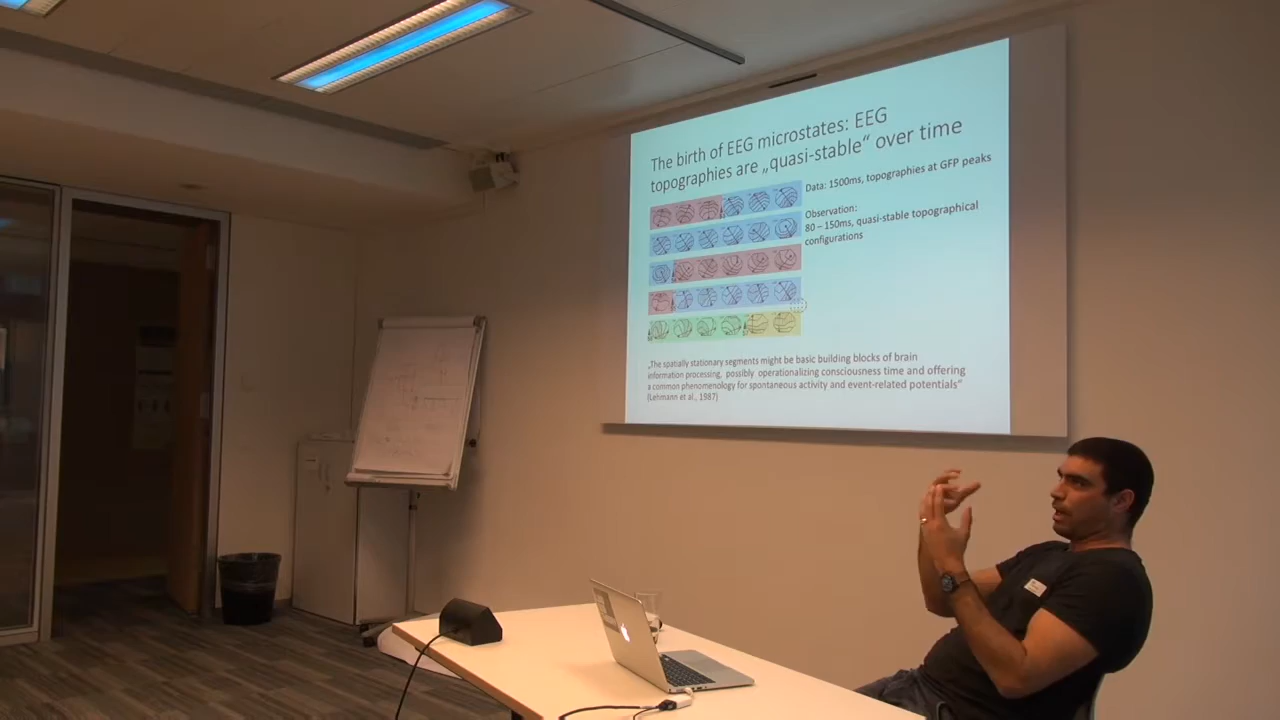 The birth of EEG microstates: EEG
topographies are „quasi-stable“ over time
Data: 1500ms, topographies at GFP peaks
Observation:
80 – 150ms, quasi-stable topographical
configurations
„The spatially stationary segments might be basic building blocks of brain
information processing, possibly operationalizing consciousness time and offering
a common phenomenology for spontaneous activity and event-related potentials“
(Lehmann et al., 1987)